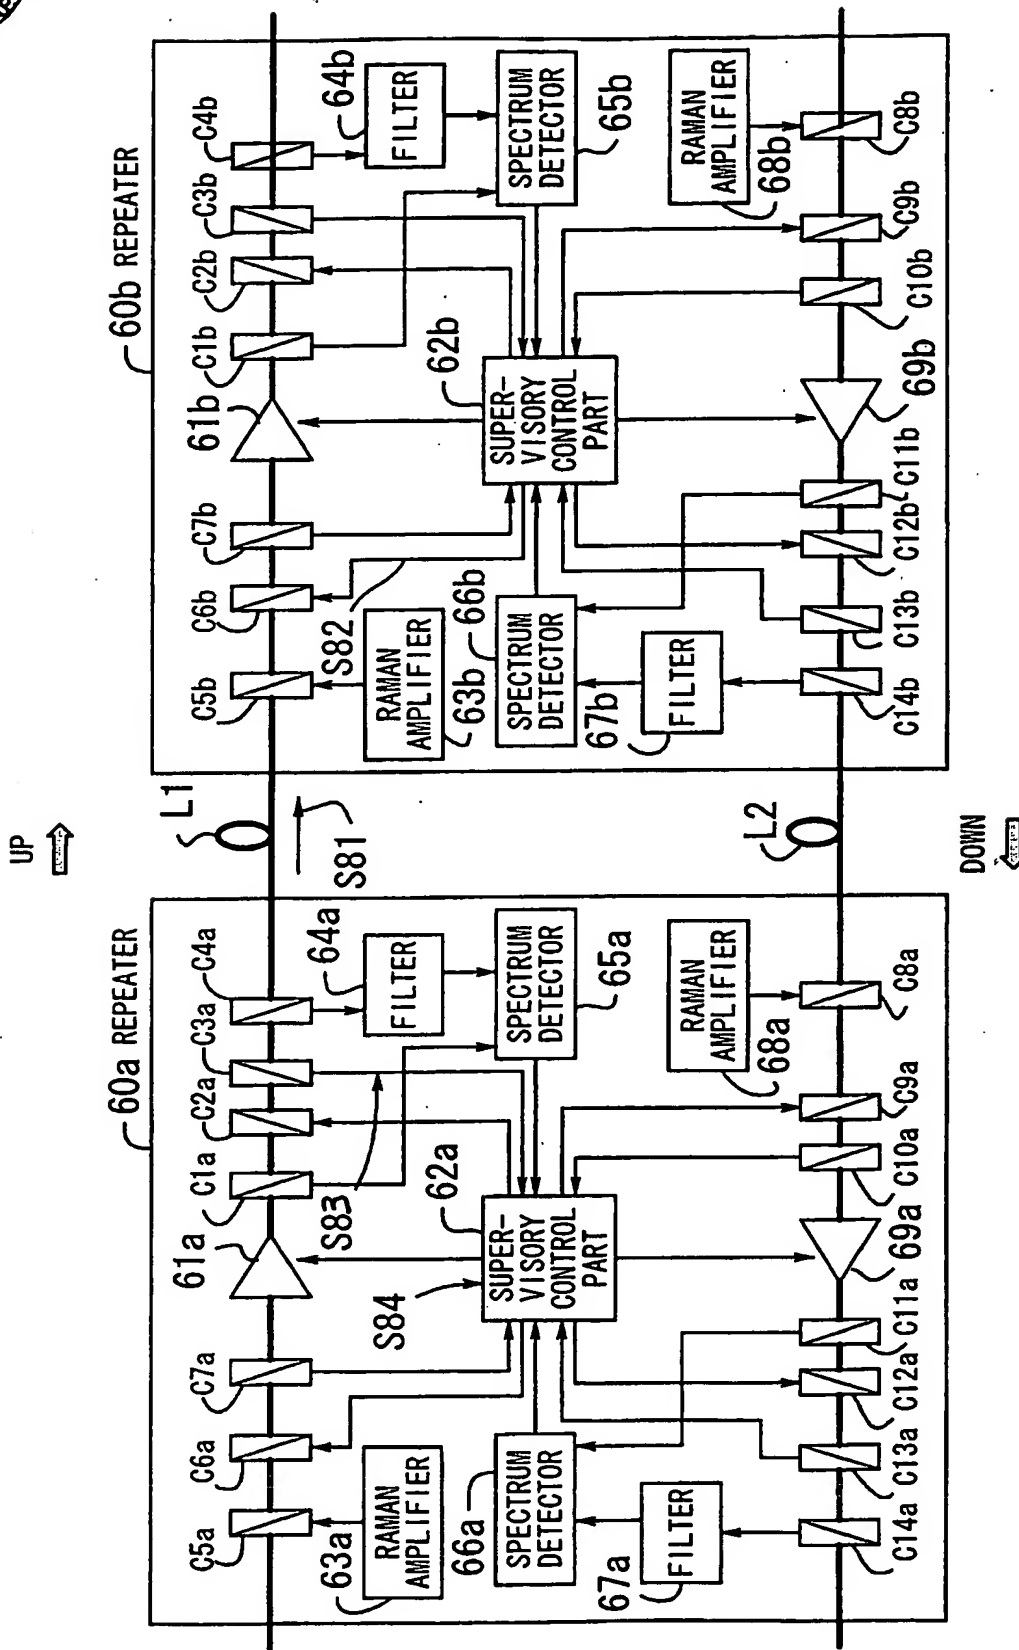 UP
60a REPEATER
C5a
C6a
C7a
61a
C1a
C2a
C3a
C4a
63a
RAMAN
AMPLIFIER
S84
S83
64a
FILTER
66a
SPECTRUM
DETECTOR
62a
SUPER-
VISORY
CONTROL
PART
SPECTRUM
DETECTOR
65a
67a
FILTER
RAMAN
AMPLIFIER
68a
C14a
C13a
C12a
C11a
69a
C10a
C9a
C8a
L1
S81
L2
DOWN
60b REPEATER
C5b
C6b
C7b
61b
C1b
C2b
C3b
C4b
S82
RAMAN
AMPLIFIER
63b
64b
FILTER
66b
SPECTRUM
DETECTOR
62b
SUPER-
VISORY
CONTROL
PART
SPECTRUM
DETECTOR
65b
67b
FILTER
RAMAN
AMPLIFIER
68b
C14b
C13b
C12b
C11b
69b
C10b
C9b
C8b